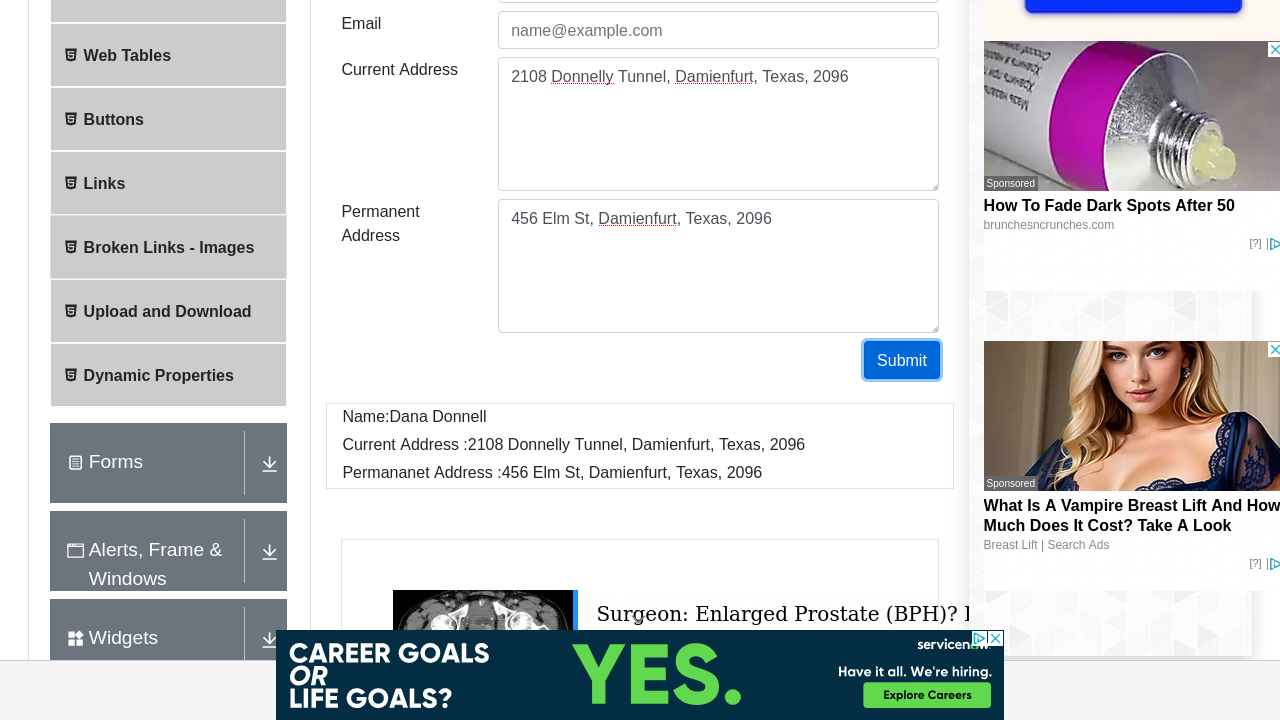 Web Tables
Buttons
Links
Broken Links - Images
Upload and Download
Dynamic Properties
Forms
Alerts, Frame &
Windows
Widgets
Email
name@example.com
Current Address
2108 Donnelly Tunnel, Damienfurt, Texas, 2096
Permanent
Address
456 Elm St, Damienfurt, Texas, 2096
Submit
Name:Dana Donnell
Current Address :2108 Donnelly Tunnel, Damienfurt, Texas, 2096
Permananet Address :456 Elm St, Damienfurt, Texas, 2096
Surgeon: Enlarged Prostate (BPH)?
Sponsored
How To Fade Dark Spots After 50
brunchesncrunches.com
[?]
Sponsored
What Is A Vampire Breast Lift And How
Much Does It Cost? Take A Look
Breast Lift | Search Ads
[?]
CAREER GOALS
OR
LIFE GOALS?
YES.
servicenow
Have it all. We're hiring.
Explore Careers